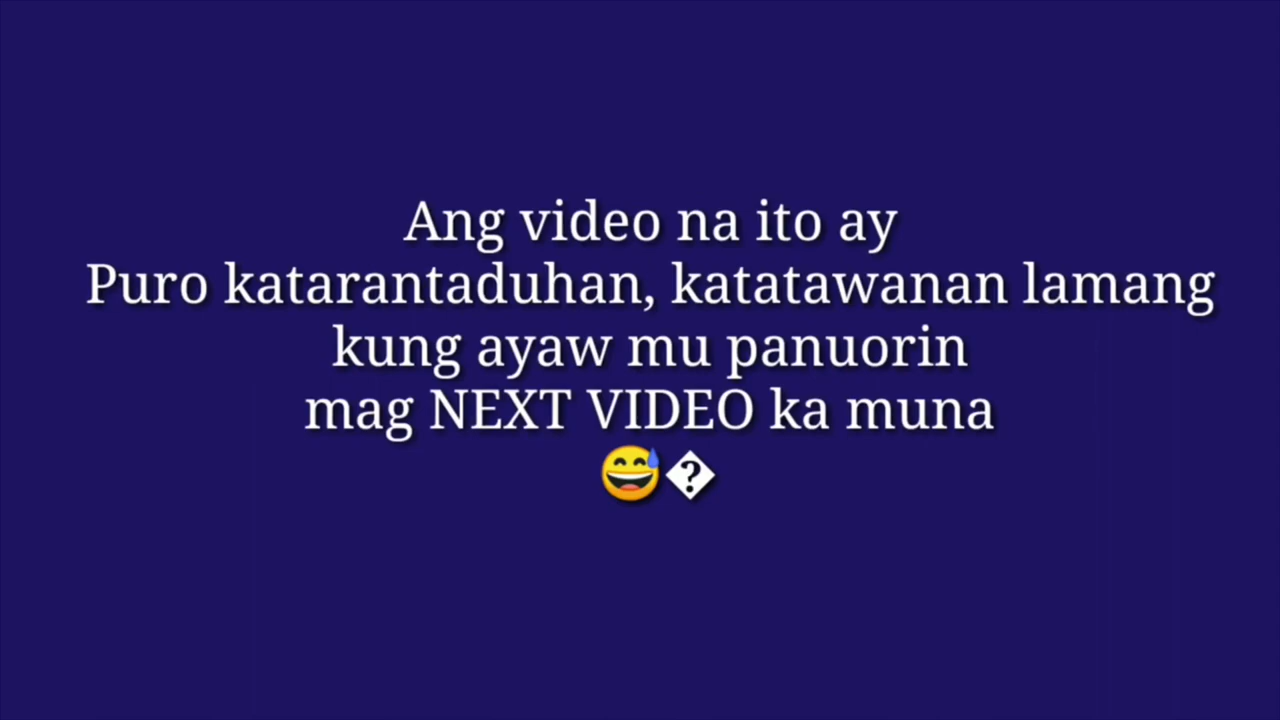 Ang video na ito ay
Puro katarantaduhan, katatawanan lamang
kung ayaw mu panuorin
mag NEXT VIDEO ka muna
😅�